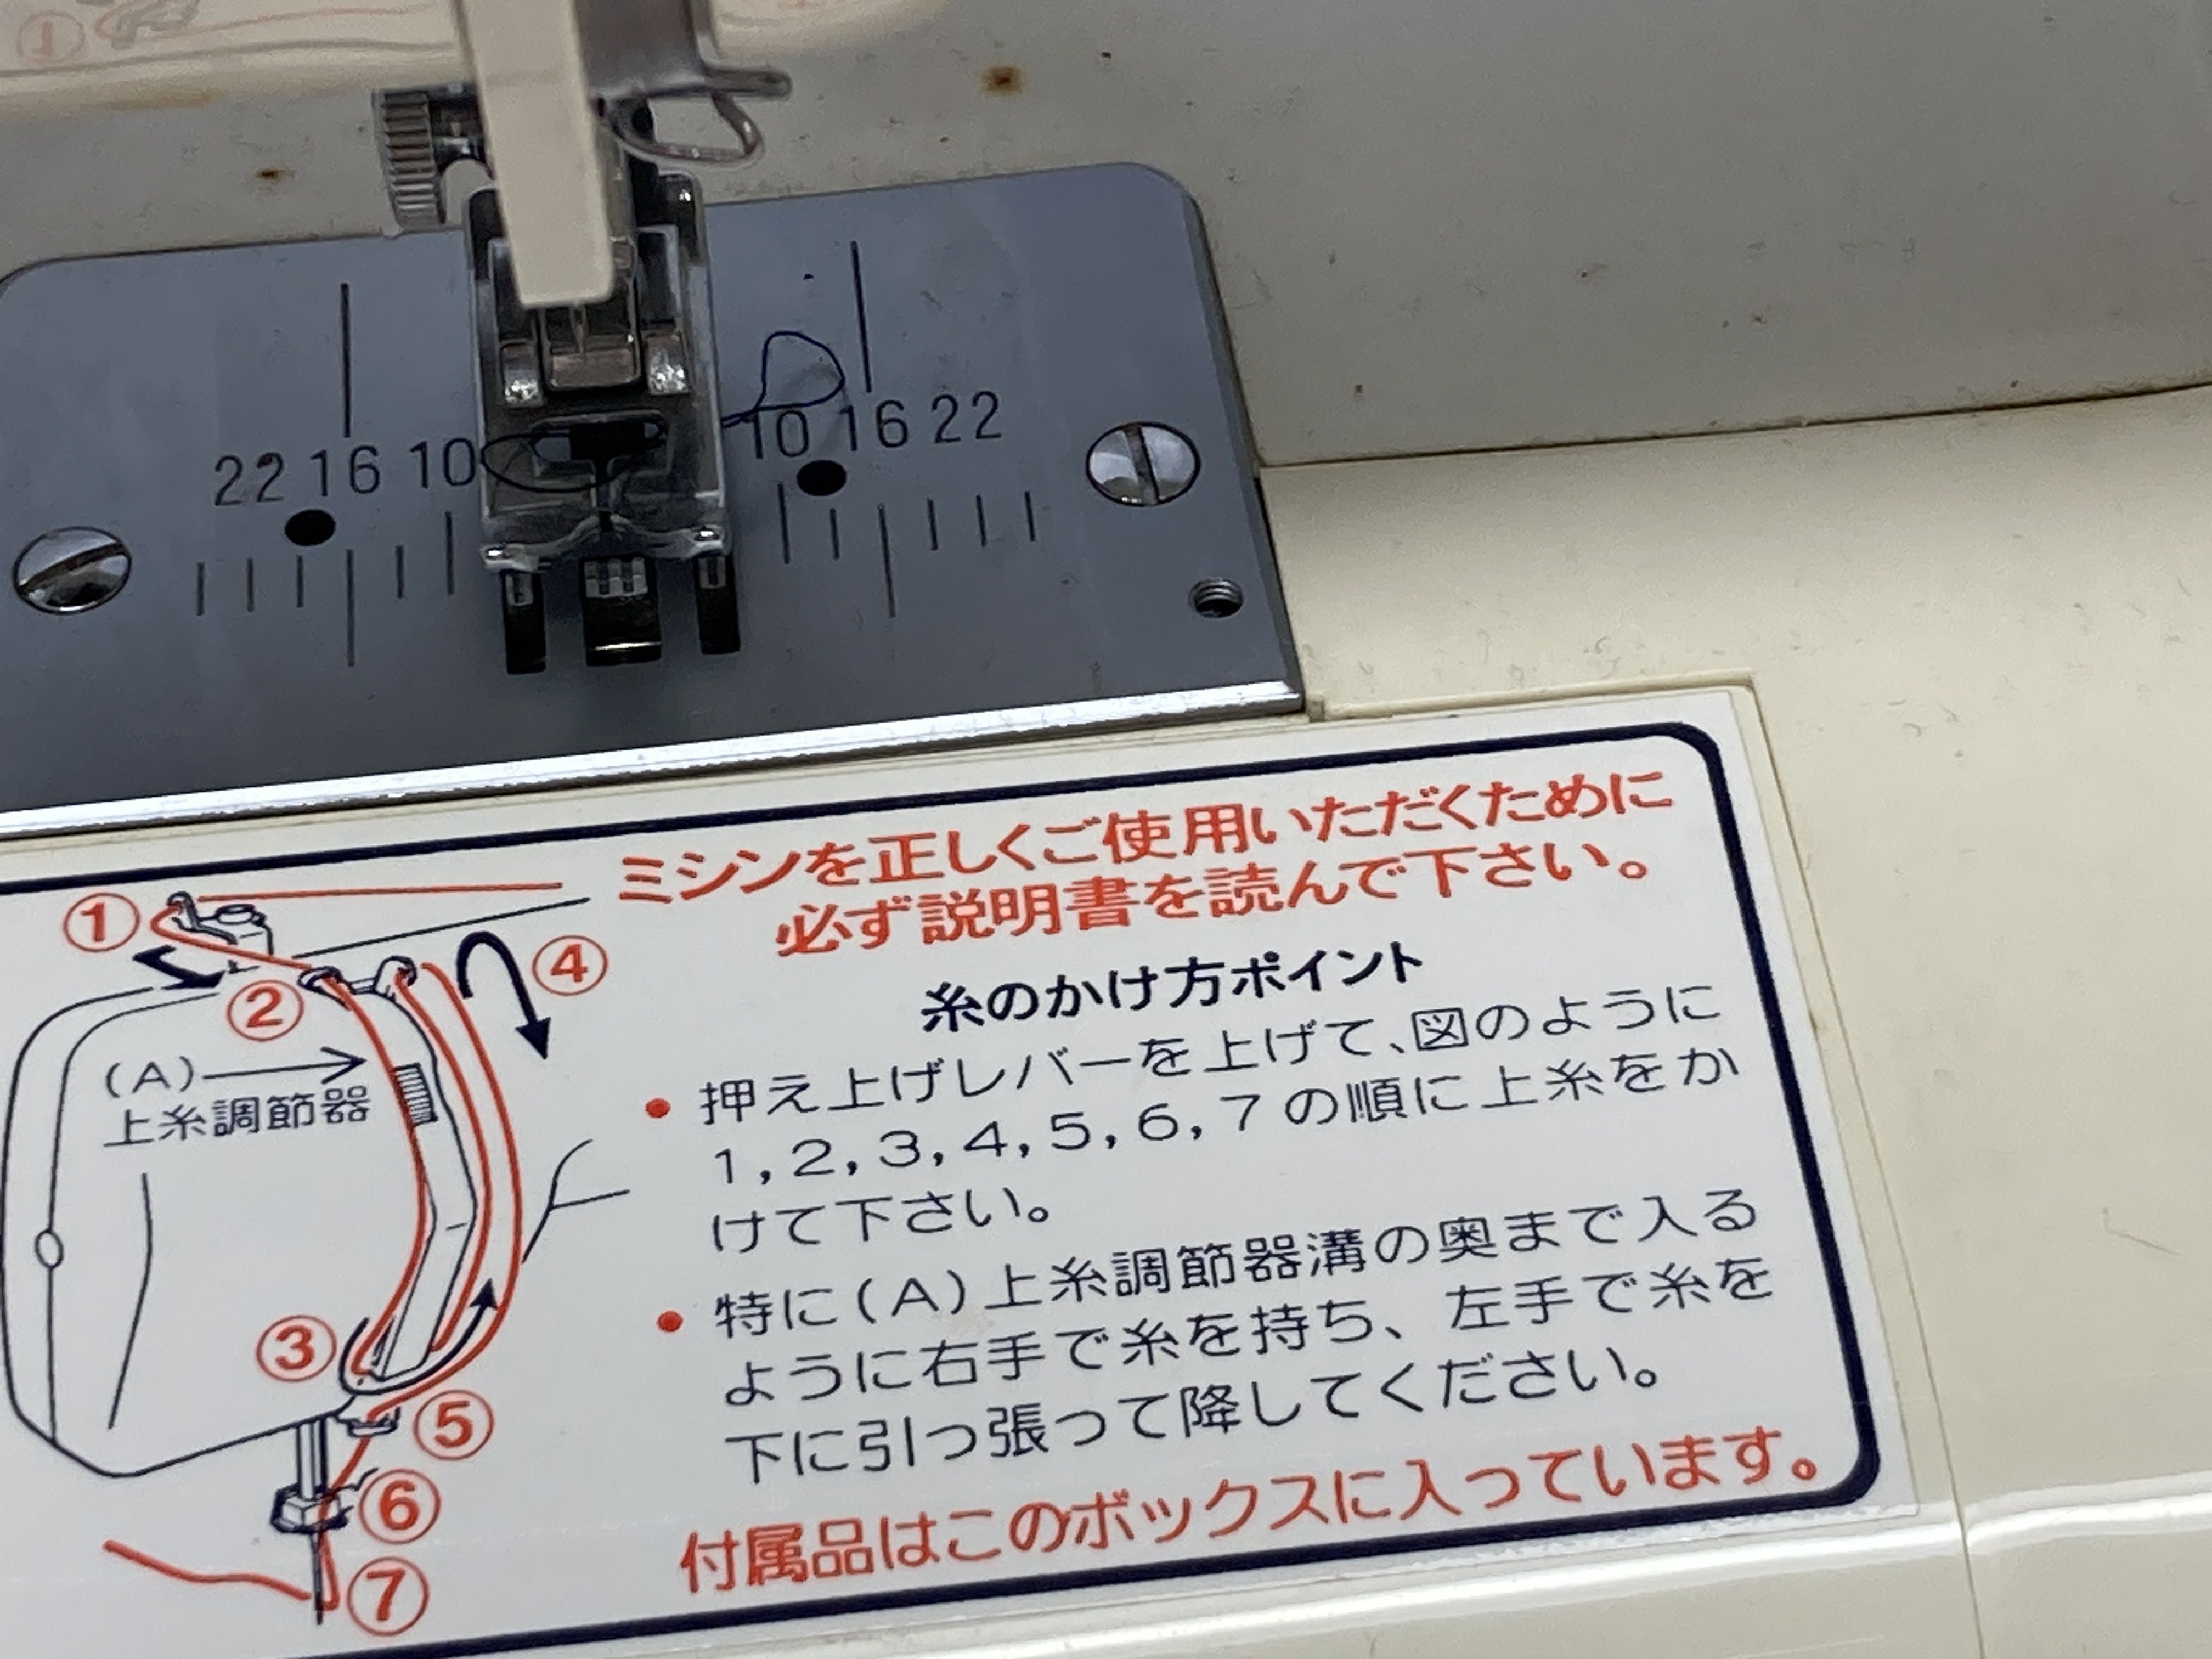 22 16 10
10 16 22
ミシンを正しくご使用いただくために
必ず説明書を読んで下さい。
糸のかけ方ポイント
● 押え上げレバーを上げて、図のように
1,2,3,4,5,6,7の順に上糸をか
けて下さい。
● 特に(A)上糸調節器溝の奥まで入る
ように右手で糸を持ち、左手で糸を
下に引っ張って降してください。
付属品はこのボックスに入っています。
①
②
④
(A)
上糸調節器
③
⑤
⑥
⑦